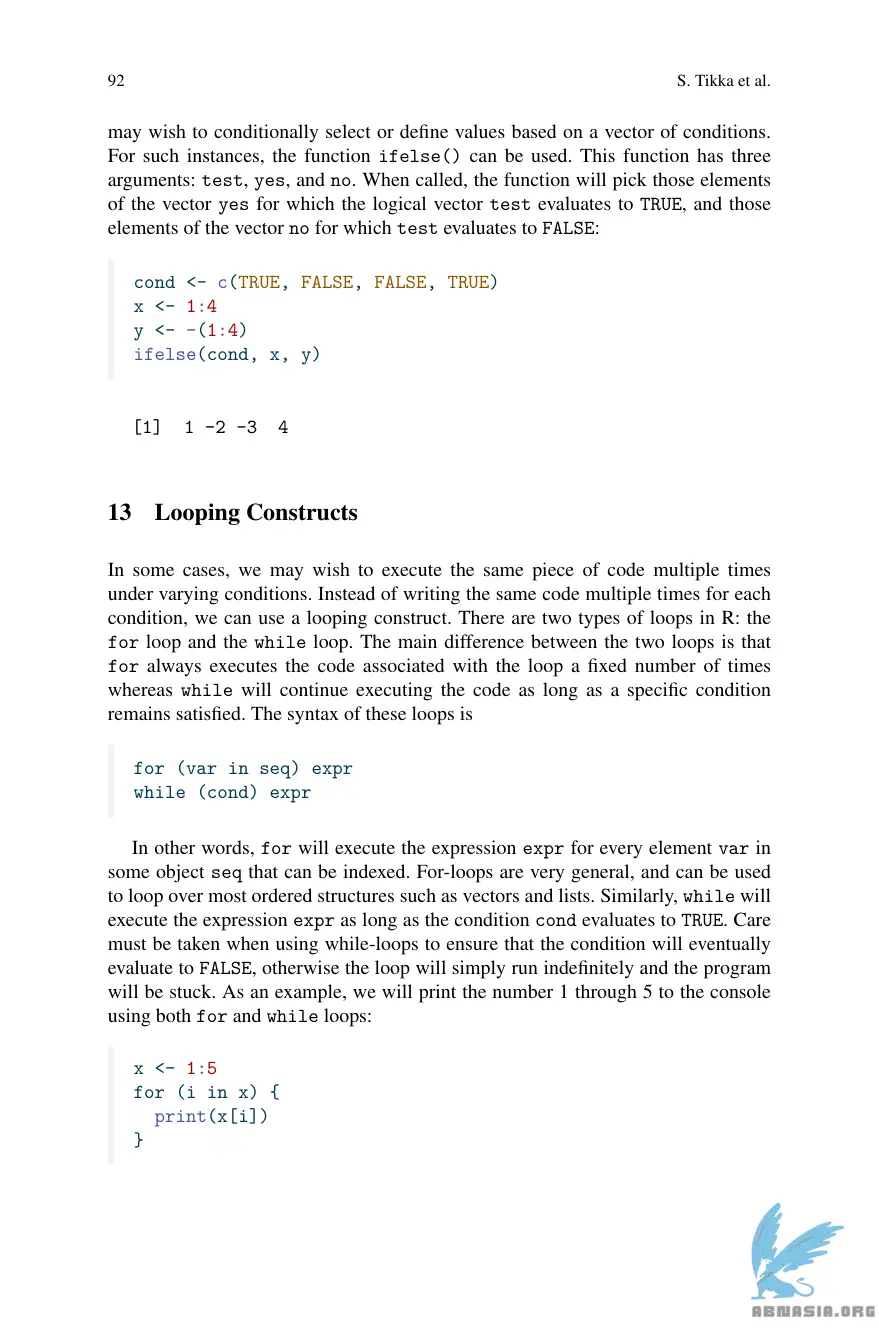 92 S. Tikka et al.
may wish to conditionally select or define values based on a vector of conditions.
For such instances, the function ifelse() can be used. This function has three
arguments: test, yes, and no. When called, the function will pick those elements
of the vector yes for which the logical vector test evaluates to TRUE, and those
elements of the vector no for which test evaluates to FALSE:
cond <- c(TRUE, FALSE, FALSE, TRUE)
x <- 1:4
y <- -(1:4)
ifelse(cond, x, y)
[1]  1 -2 -3  4
13 Looping Constructs
In some cases, we may wish to execute the same piece of code multiple times
under varying conditions. Instead of writing the same code multiple times for each
condition, we can use a looping construct. There are two types of loops in R: the
for loop and the while loop. The main difference between the two loops is that
for always executes the code associated with the loop a fixed number of times
whereas while will continue executing the code as long as a specific condition
remains satisfied. The syntax of these loops is
for (var in seq) expr
while (cond) expr
In other words, for will execute the expression expr for every element var in
some object seq that can be indexed. For-loops are very general, and can be used
to loop over most ordered structures such as vectors and lists. Similarly, while will
execute the expression expr as long as the condition cond evaluates to TRUE. Care
must be taken when using while-loops to ensure that the condition will eventually
evaluate to FALSE, otherwise the loop will simply run indefinitely and the program
will be stuck. As an example, we will print the number 1 through 5 to the console
using both for and while loops:
x <- 1:5
for (i in x) {
  print(x[i])
}
ABNASIA.ORG